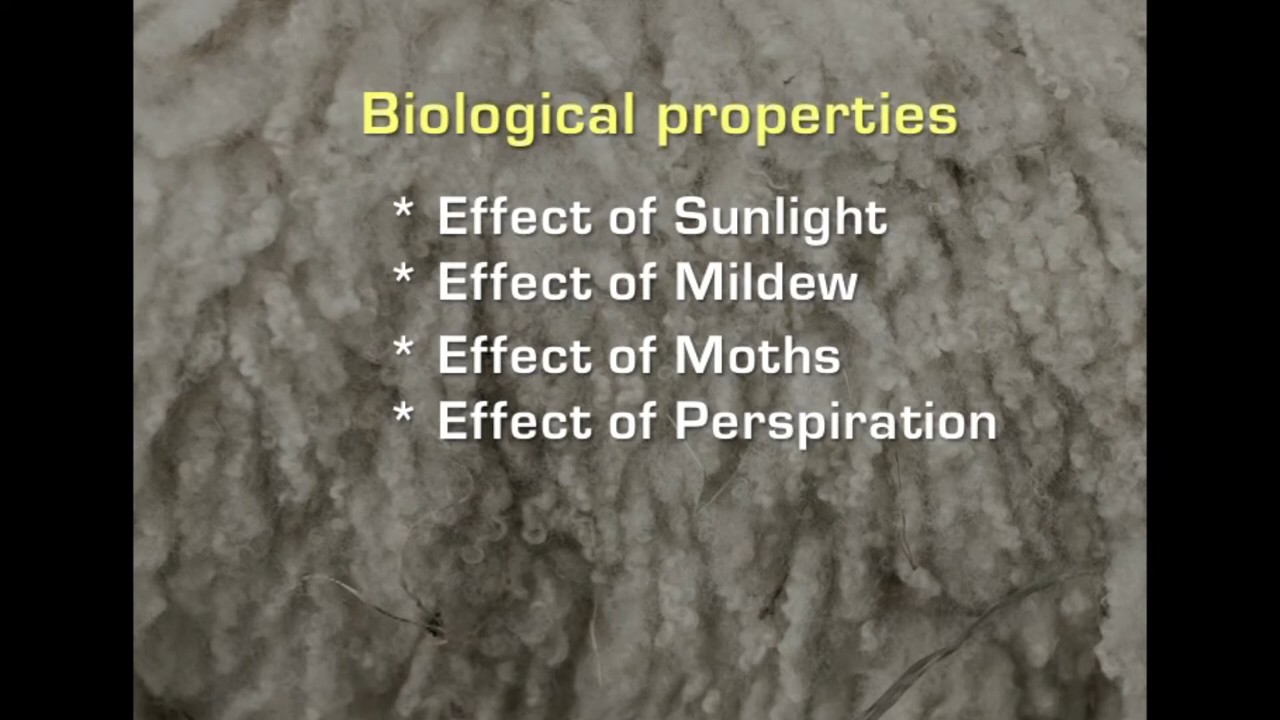 Biological properties
* Effect of Sunlight
* Effect of Mildew
* Effect of Moths
* Effect of Perspiration